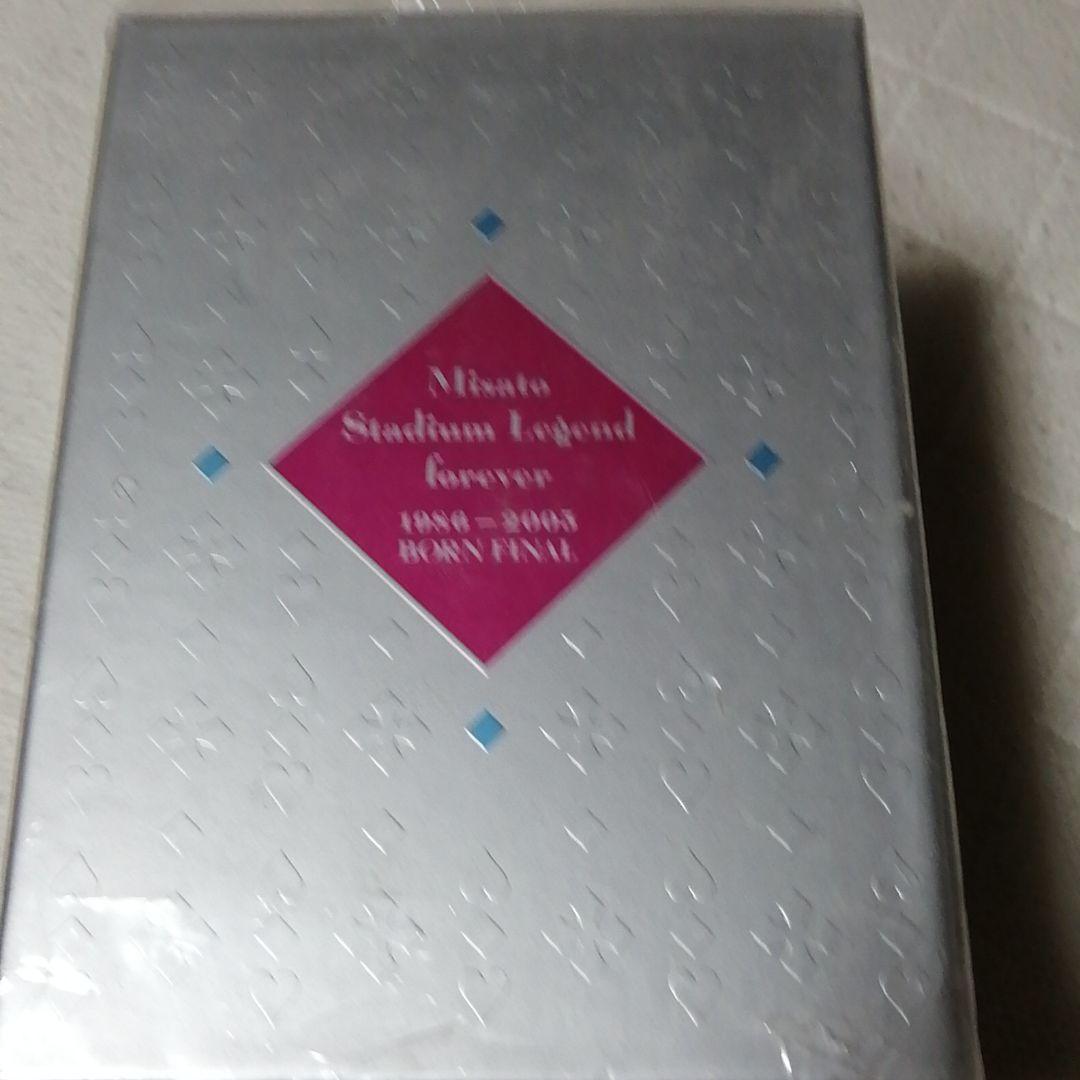 Misato
Stadium Legend
forever
1986-2005
BORN FINAL